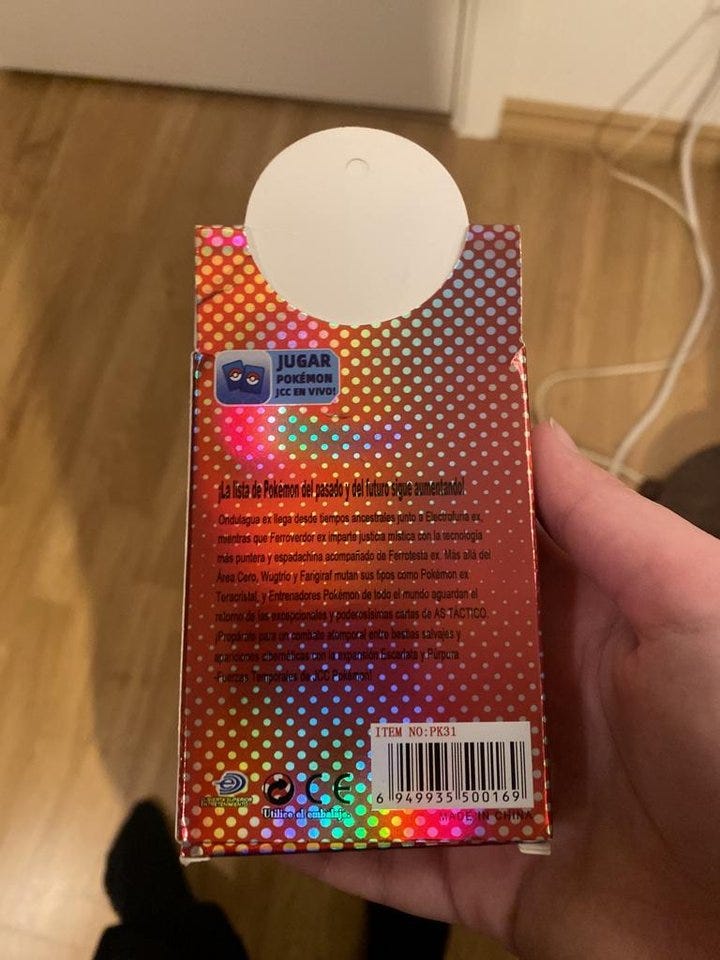 JUGAR
POKÉMON
JCC EN VIVO!
¡La lista de Pokémon del pasado y del futuro sigue aumentando!
Ondulagua ex llega desde tiempos ancestrales junto a Electrofuria ex,
mientras que Ferroverdor ex imparte justicia mística con la tecnología
más puntera y espadachina acompañado de Ferrotesta ex. Más allá del
Área Cero, Wugtrio y Farigiraf mutan sus tipos como Pokémon ex
Teracristal, y Entrenadores Pokémon de todo el mundo aguardan el
retorno de las excepcionales y poderosísimas cartas de AS TACTICO.
¡Prepárate para un combate atemporal entre bestias salvajes y
apariciones cibernéticas con la expansión Escarlata y Púrpura
-Fuerzas Temporales de JCC Pokémon!
ITEM NO:PK31
6 949935 500169
CE
Utilice el embalaje.
MADE IN CHINA